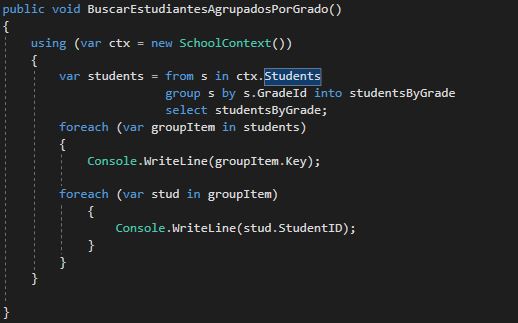 public void BuscarEstudiantesAgrupadosPorGrado()
{
using (var ctx = new SchoolContext())
{
var students = from s in ctx.Students
group s by s.GradeId into studentsByGrade
select studentsByGrade;
foreach (var groupItem in students)
{
Console.WriteLine(groupItem.Key);
foreach (var stud in groupItem)
{
Console.WriteLine(stud.StudentID);
}
}
}
}